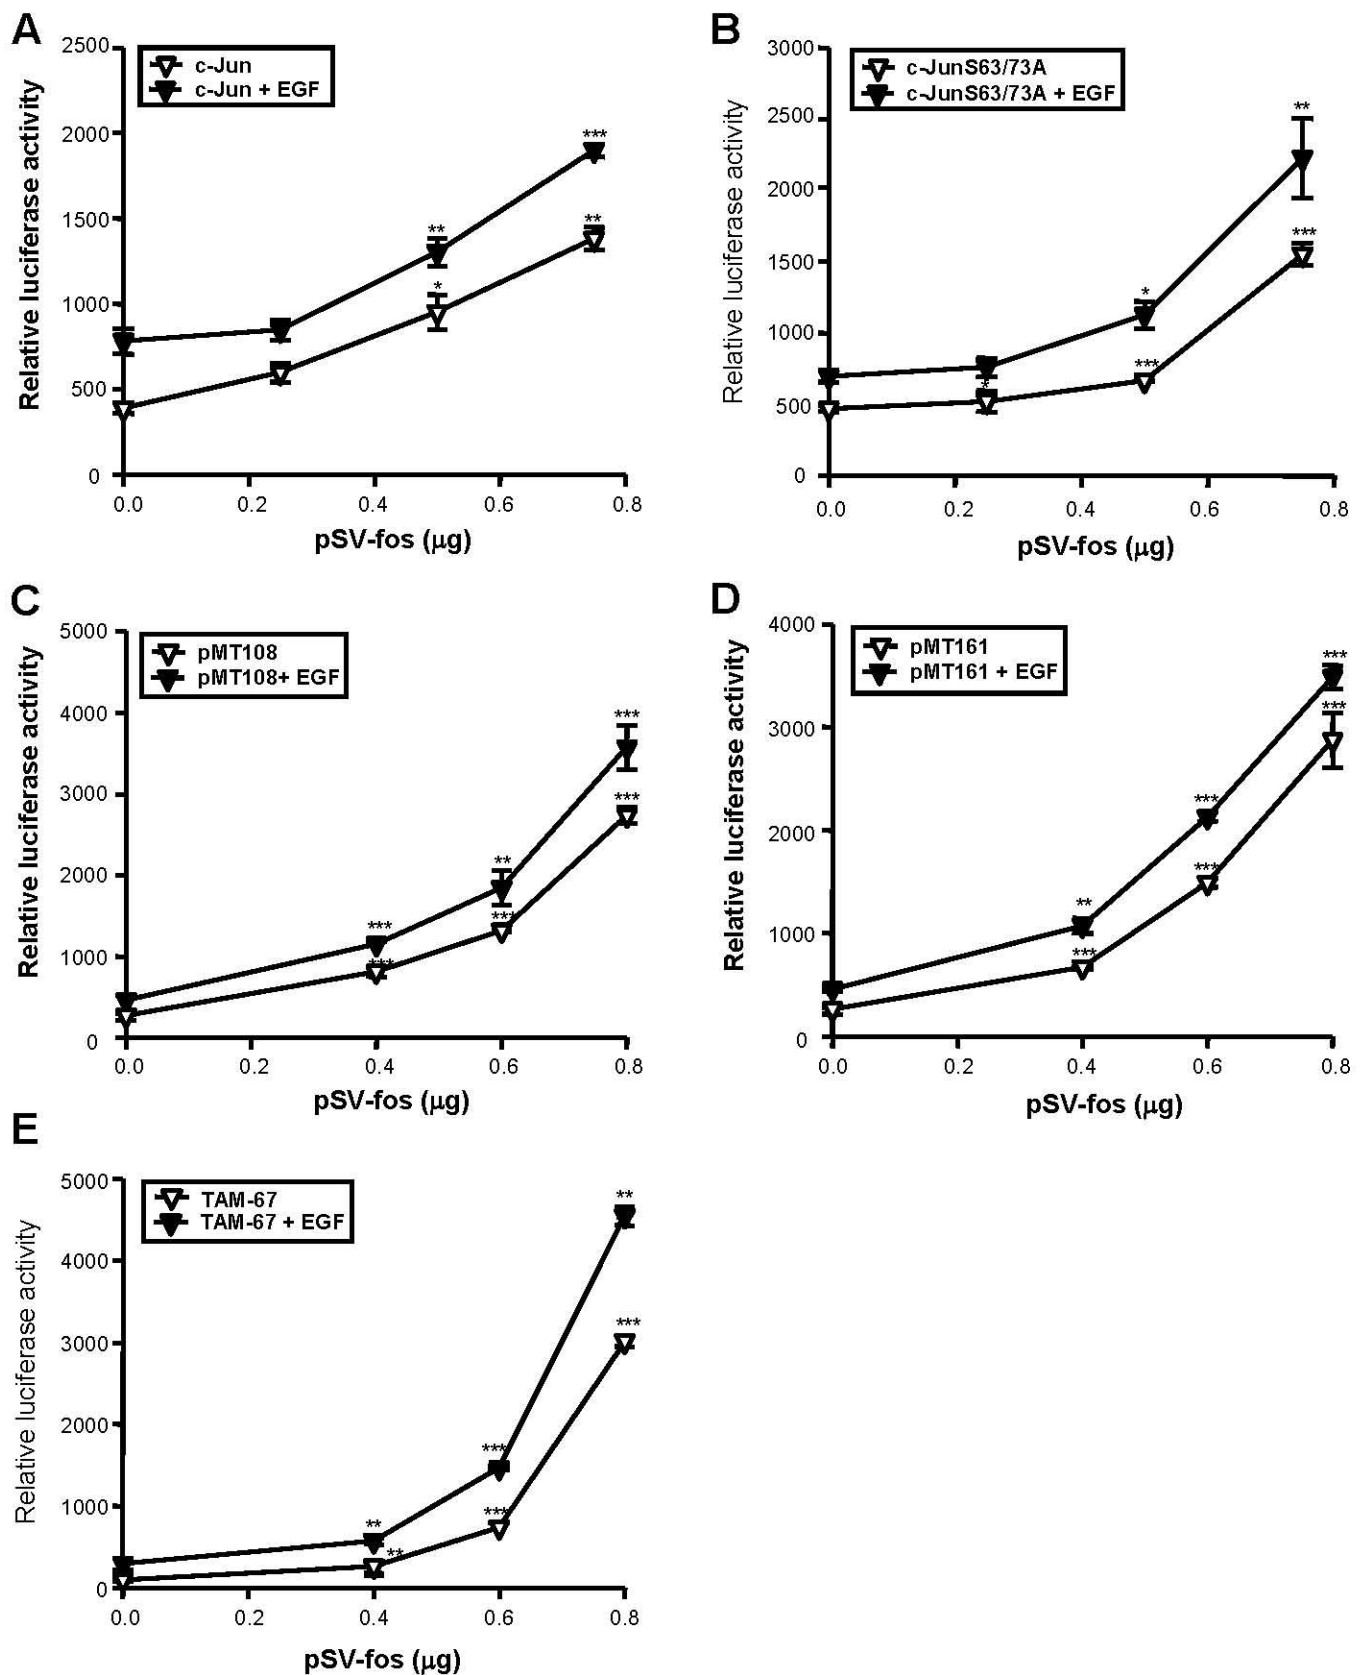 A
2500
2000
1500
1000
500
0
Relative luciferase activity
c-Jun
c-Jun + EGF
***
**
**
*
0.0 0.2 0.4 0.6 0.8
pSV-fos (μg)
B
3000
2500
2000
1500
1000
500
0
Relative luciferase activity
c-JunS63/73A
c-JunS63/73A + EGF
**
***
*
***
*
0.0 0.2 0.4 0.6 0.8
pSV-fos (μg)
C
5000
4000
3000
2000
1000
0
Relative luciferase activity
pMT108
pMT108+ EGF
***
***
**
***
***
***
0.0 0.2 0.4 0.6 0.8
pSV-fos (μg)
D
4000
3000
2000
1000
0
Relative luciferase activity
pMT161
pMT161 + EGF
***
***
***
***
**
***
0.0 0.2 0.4 0.6 0.8
pSV-fos (μg)
E
5000
4000
3000
2000
1000
0
Relative luciferase activity
TAM-67
TAM-67 + EGF
**
***
***
***
**
**
0.0 0.2 0.4 0.6 0.8
pSV-fos (μg)